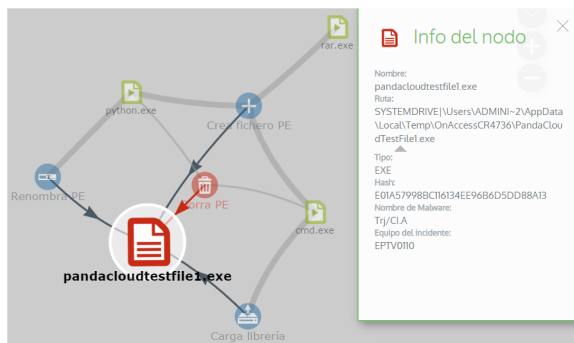 rar.exe
python.exe
Crea fichero PE
Renombra PE
Borra PE
cmd.exe
pandacloudtestfile1.exe
Carga librería
Info del nodo
Nombre:
pandacloudtestfile1.exe
Ruta:
SYSTEMDRIVE|\Users\ADMINI~2\AppData
\Local\Temp\OnAccessCR4736\PandaClou
dTestFile1.exe
Tipo:
EXE
Hash:
E01A57998BC116134EE96B6D5DD88A13
Nombre de Malware:
Trj/CI.A
Equipo del incidente:
EPTV0110